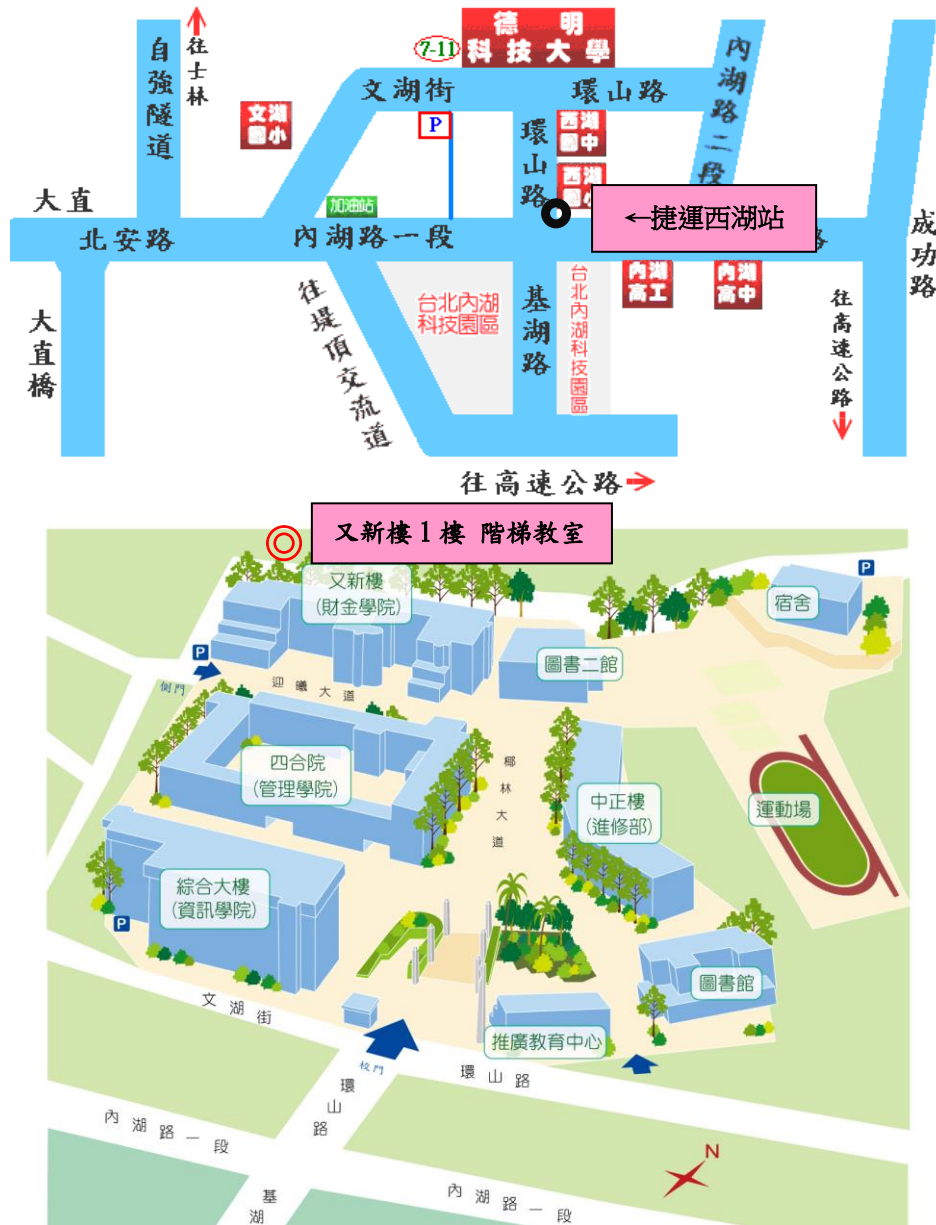 德 明
科 技 大 學
7-11
往士林
自強隧道
文湖街
環山路
內湖路二段
文湖
國小
P
環山路
西湖
國中
西湖
國小
大直
加油站
←捷運西湖站
北安路
內湖路一段
路
成功路
大直橋
往堤頂交流道
台北內湖
科技園區
基湖路
台北內湖科技園區
內湖
高工
內湖
高中
往高速公路
往高速公路
又新樓 1 樓 階梯教室
又新樓
(財金學院)
P
宿舍
圖書二館
P
側門
迎曦大道
四合院
(管理學院)
椰林大道
中正樓
(進修部)
運動場
綜合大樓
(資訊學院)
P
圖書館
文湖街
推廣教育中心
校門
環山路
環山路
內湖路一段
N
基湖
內湖路一段